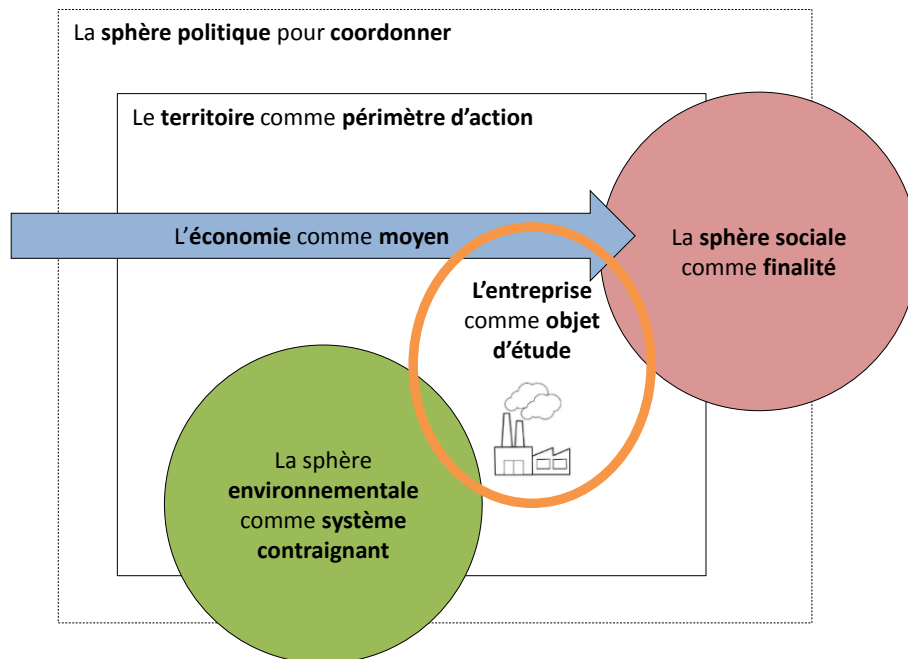 La sphère politique pour coordonner
Le territoire comme périmètre d'action
L'économie comme moyen
La sphère sociale
comme finalité
L'entreprise
comme objet
d'étude
La sphère
environnementale
comme système
contraignant